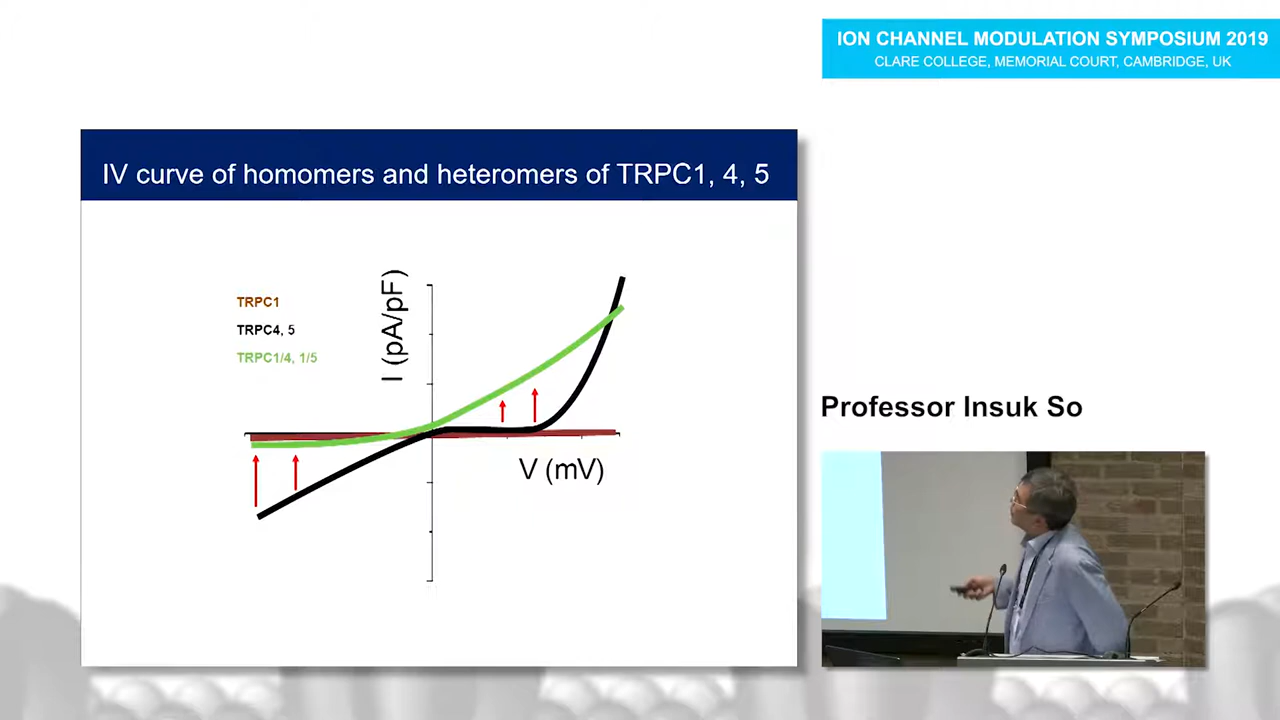 ION CHANNEL MODULATION SYMPOSIUM 2019
CLARE COLLEGE, MEMORIAL COURT, CAMBRIDGE, UK
IV curve of homomers and heteromers of TRPC1, 4, 5
TRPC1
TRPC4, 5
TRPC1/4, 1/5
I (pA/pF)
V (mV)
Professor Insuk So